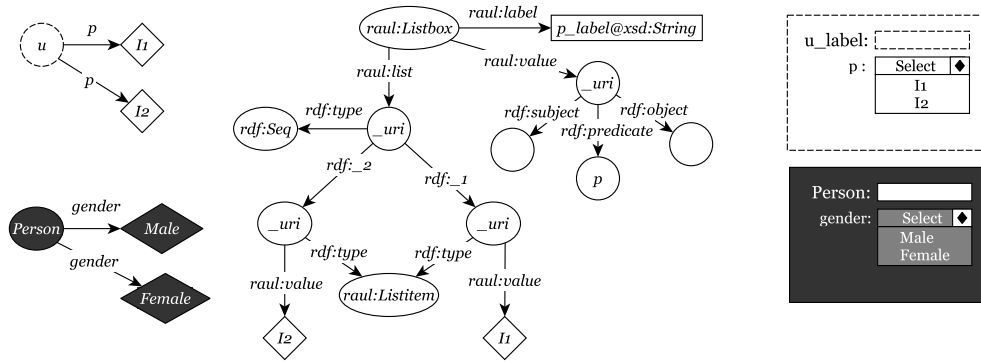 u
p
I1
p
I2
Person
gender
Male
gender
Female
raul:Listbox
raul:label
p_label@xsd:String
raul:list
raul:value
_uri
rdf:type
rdf:Seq
_uri
rdf:subject
rdf:predicate
rdf:object
p
rdf:_2
rdf:_1
_uri
_uri
rdf:type
rdf:type
raul:value
raul:Listitem
raul:value
I2
I1
u_label:
p :
Select
I1
I2
Person:
gender:
Select
Male
Female